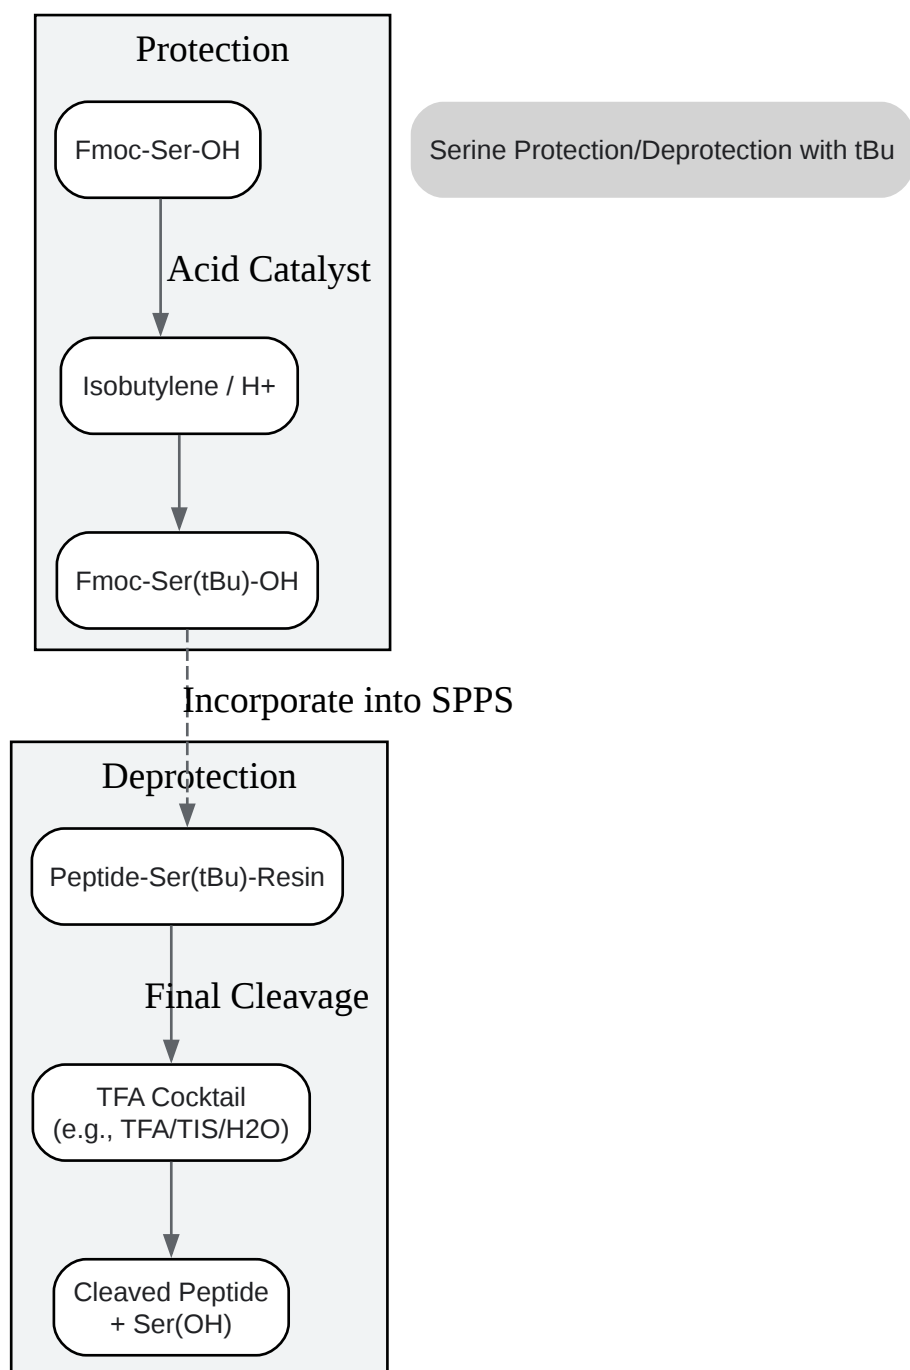 Protection
Fmoc-Ser-OH
Serine Protection/Deprotection with tBu
Acid Catalyst
Isobutylene / H+
Fmoc-Ser(tBu)-OH
Incorporate into SPPS
Deprotection
Peptide-Ser(tBu)-Resin
Final Cleavage
TFA Cocktail
(e.g., TFA/TIS/H2O)
Cleaved Peptide
+ Ser(OH)